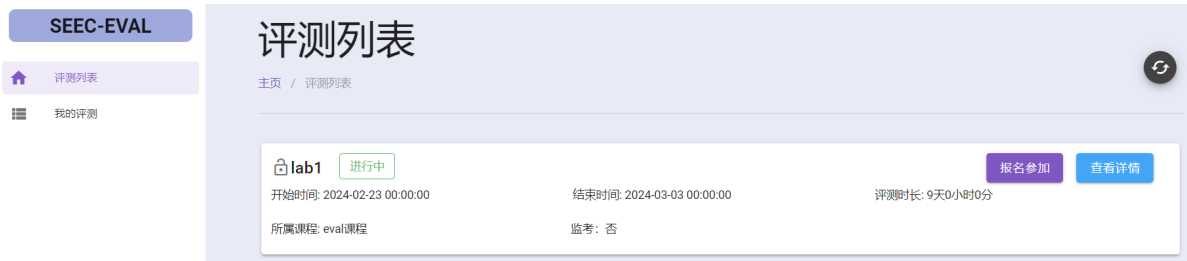 SEEC-EVAL
评测列表
我的评测
评测列表
主页 / 评测列表
lab1 进行中 报名参加 查看详情
开始时间: 2024-02-23 00:00:00 结束时间: 2024-03-03 00:00:00 评测时长: 9天0小时0分
所属课程: eval课程 监考：否